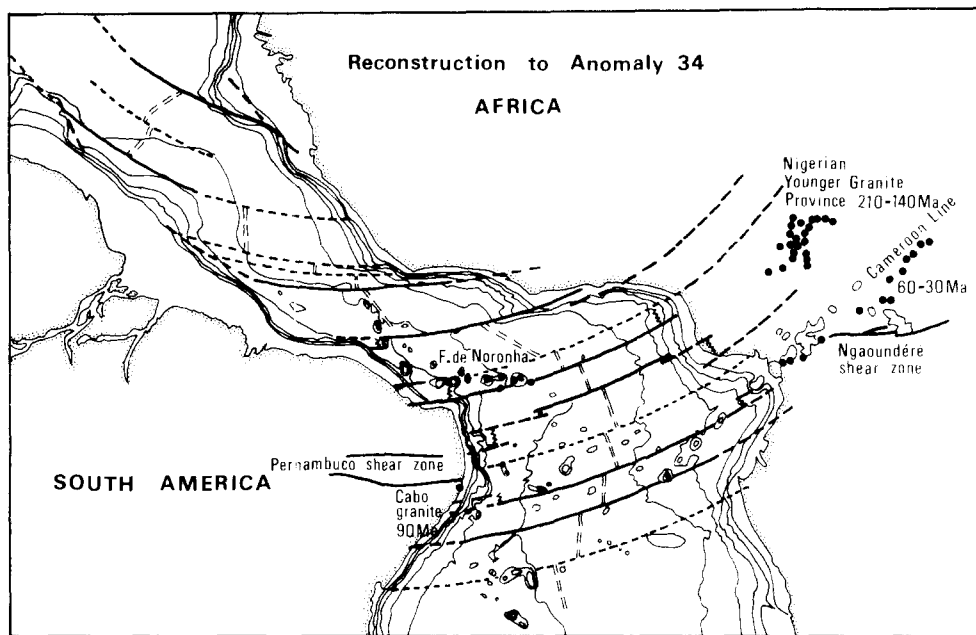 Reconstruction to Anomaly 34
AFRICA
Nigerian
Younger Granite
Province 210-140Ma
Cameroon Line
60-30Ma
Ngaoundére
shear zone
F. de Noronha
Pernambuco shear zone
SOUTH AMERICA
Cabo
granite
90Ma